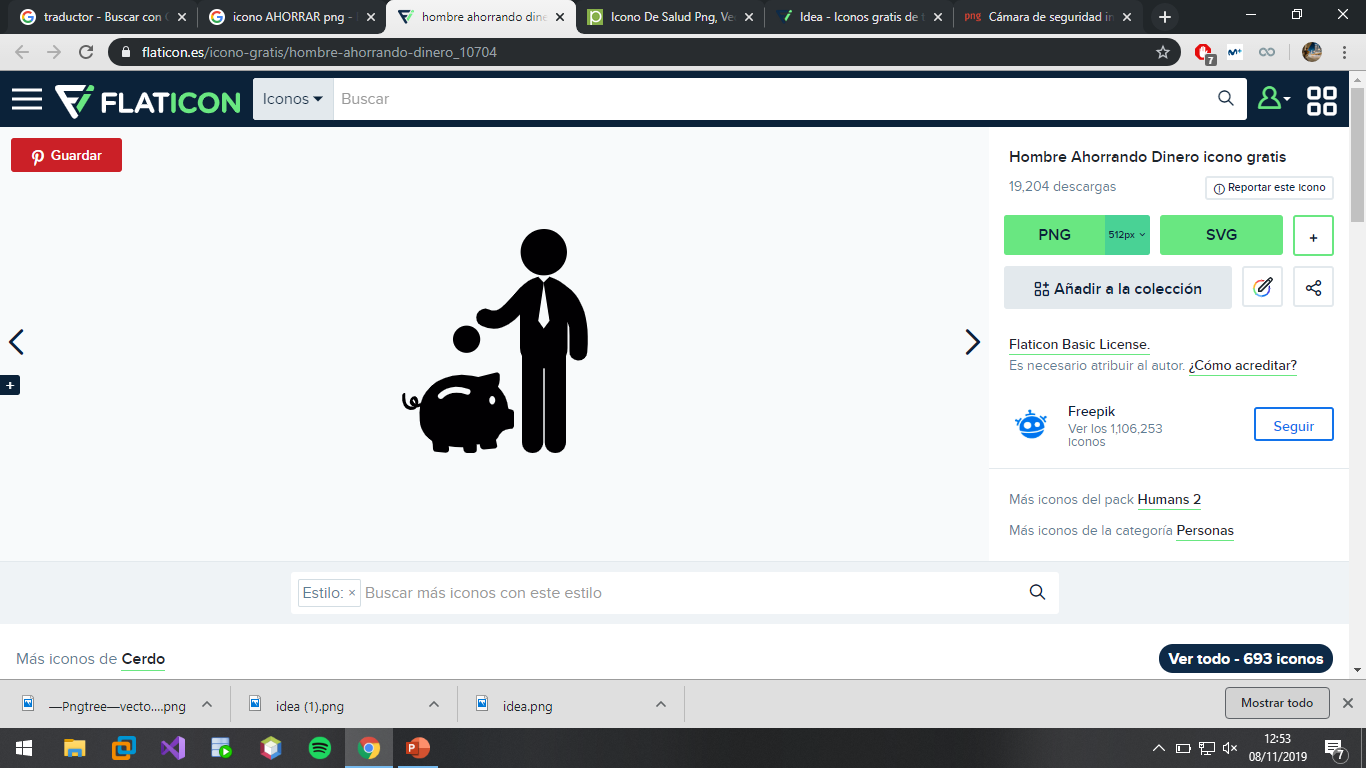 traductor - Buscar con G
icono AHORRAR png -
hombre ahorrando dine
Icono De Salud Png, Ve
Idea - Iconos gratis de
png Cámara de seguridad in
flaticon.es/icono-gratis/hombre-ahorrando-dinero_10704
7
FLATICON
Iconos
Buscar
Guardar
Hombre Ahorrando Dinero icono gratis
19,204 descargas
Reportar este icono
PNG 512px SVG +
Añadir a la colección
Flaticon Basic License.
Es necesario atribuir al autor. ¿Cómo acreditar?
Freepik
Ver los 1,106,253
iconos
Seguir
+
Más iconos del pack Humans 2
Más iconos de la categoría Personas
Estilo: × Buscar más iconos con este estilo
Más iconos de Cerdo
Ver todo - 693 iconos
—Pngtree—vecto....png
idea (1).png
idea.png
Mostrar todo
12:53
08/11/2019
7